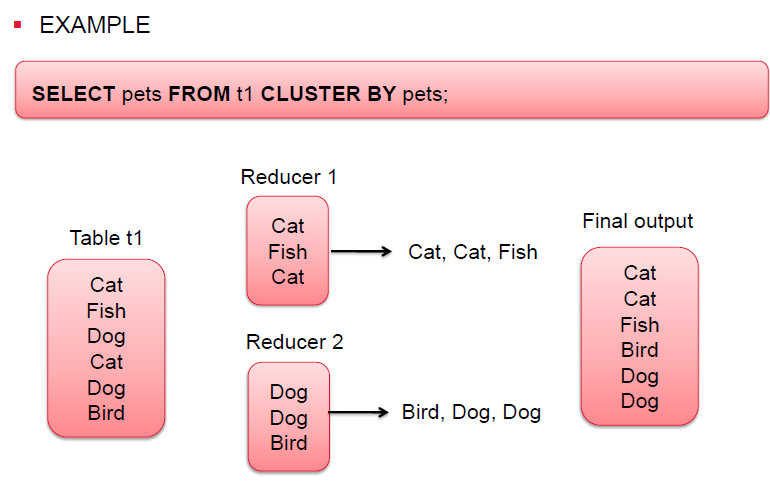 EXAMPLE
SELECT pets FROM t1 CLUSTER BY pets;
Table t1
Cat
Fish
Dog
Cat
Dog
Bird
Reducer 1
Cat
Fish
Cat
Cat, Cat, Fish
Reducer 2
Dog
Dog
Bird
Bird, Dog, Dog
Final output
Cat
Cat
Fish
Bird
Dog
Dog